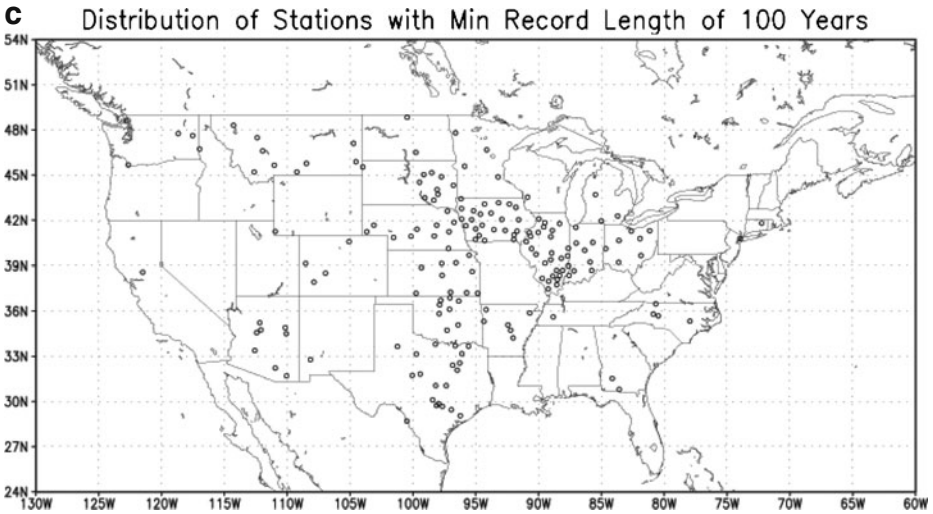 c
Distribution of Stations with Min Record Length of 100 Years
54N
51N
48N
45N
42N
39N
36N
33N
30N
27N
24N
130W 125W 120W 115W 110W 105W 100W 95W 90W 85W 80W 75W 70W 65W 60W